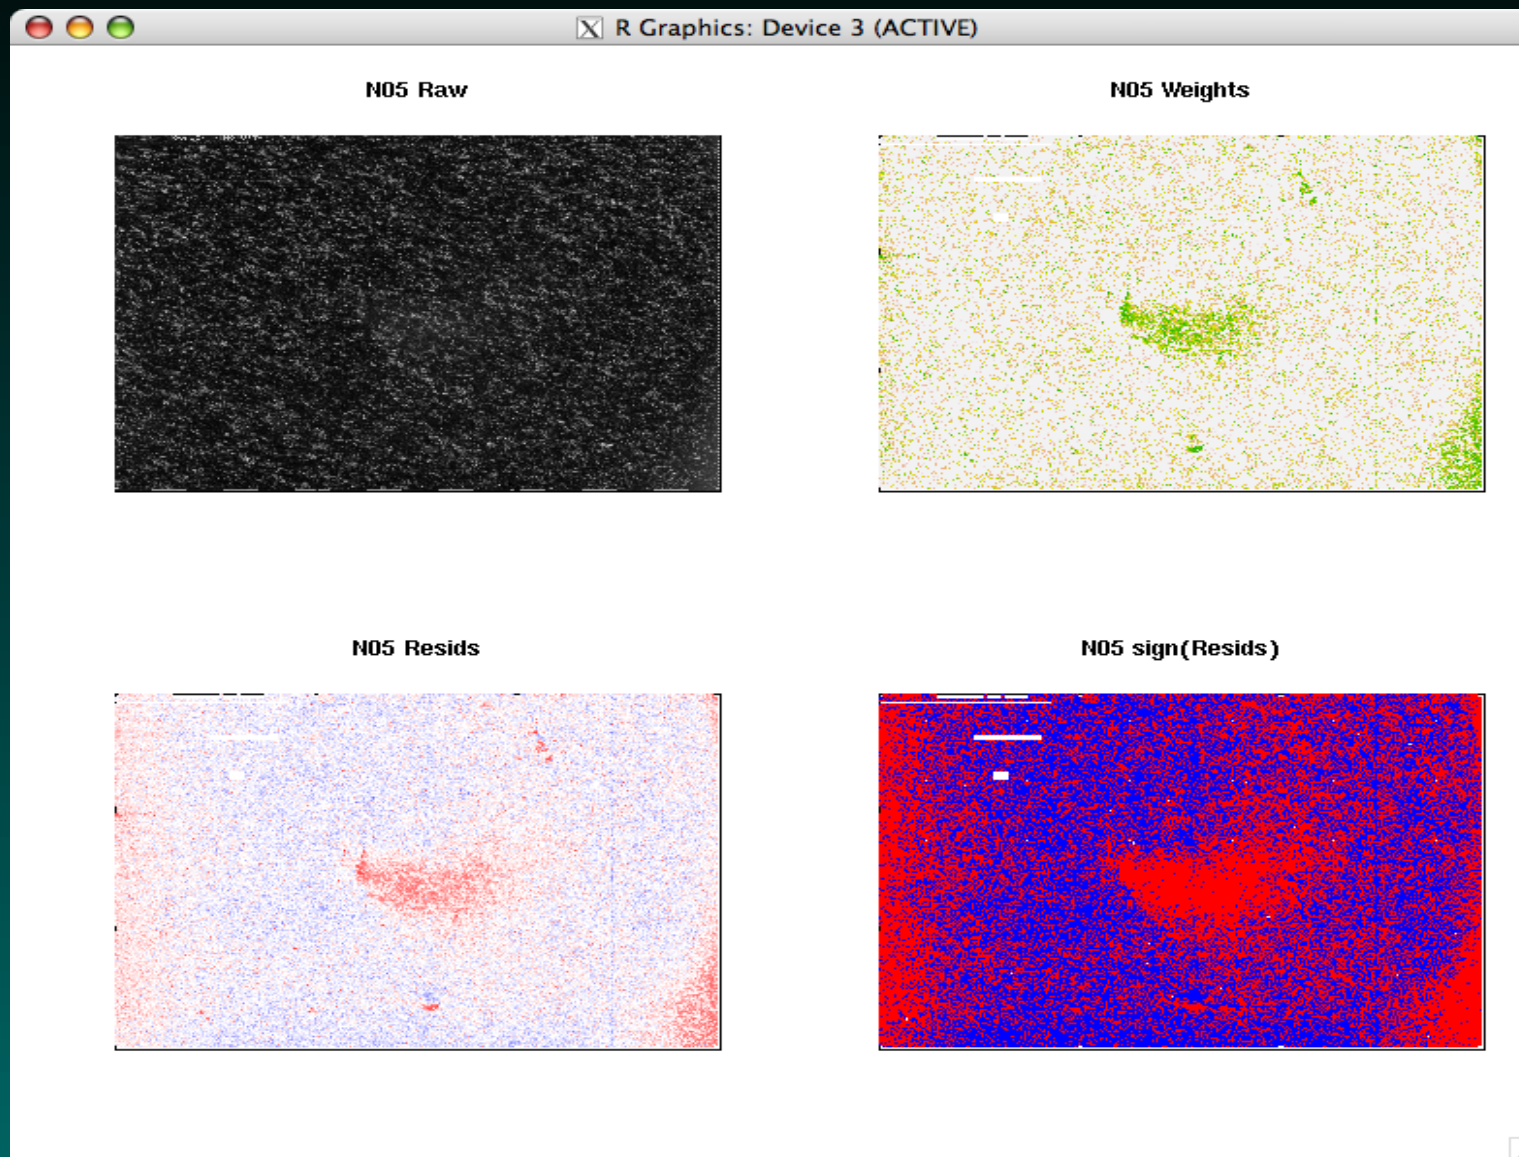 R Graphics: Device 3 (ACTIVE)
N05 Raw
N05 Weights
N05 Resids
N05 sign(Resids)